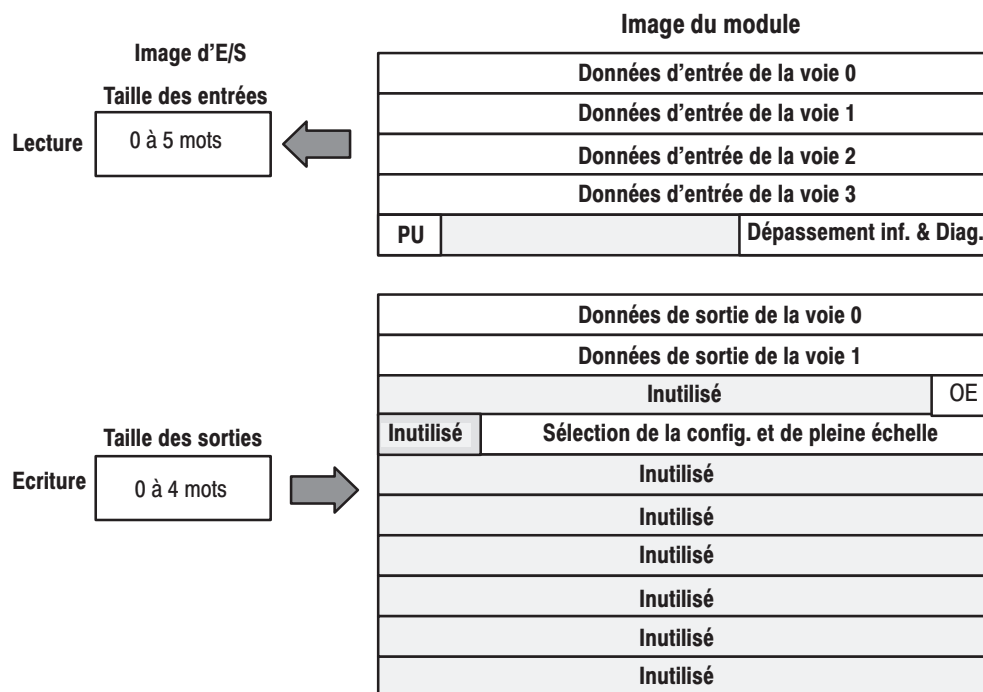 Image du module
Image d'E/S
Taille des entrées
Lecture
0 à 5 mots
Données d'entrée de la voie 0
Données d'entrée de la voie 1
Données d'entrée de la voie 2
Données d'entrée de la voie 3
PU
Dépassement inf. & Diag.
Données de sortie de la voie 0
Données de sortie de la voie 1
Inutilisé
OE
Inutilisé
Sélection de la config. et de pleine échelle
Taille des sorties
Ecriture
0 à 4 mots
Inutilisé
Inutilisé
Inutilisé
Inutilisé
Inutilisé
Inutilisé